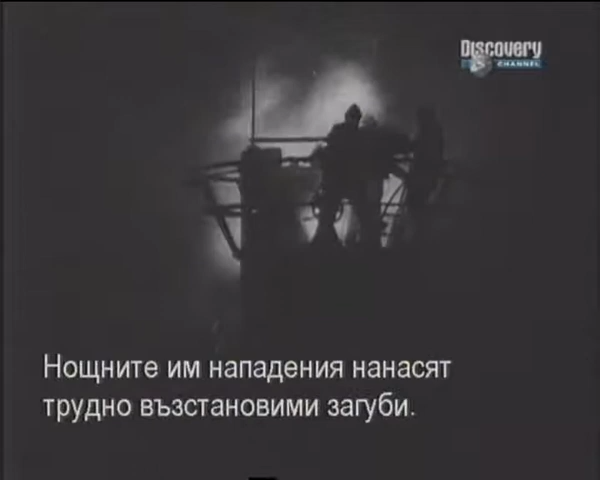 Discovery
CHANNEL
Нощните им нападения нанасят
трудно възстановими загуби.